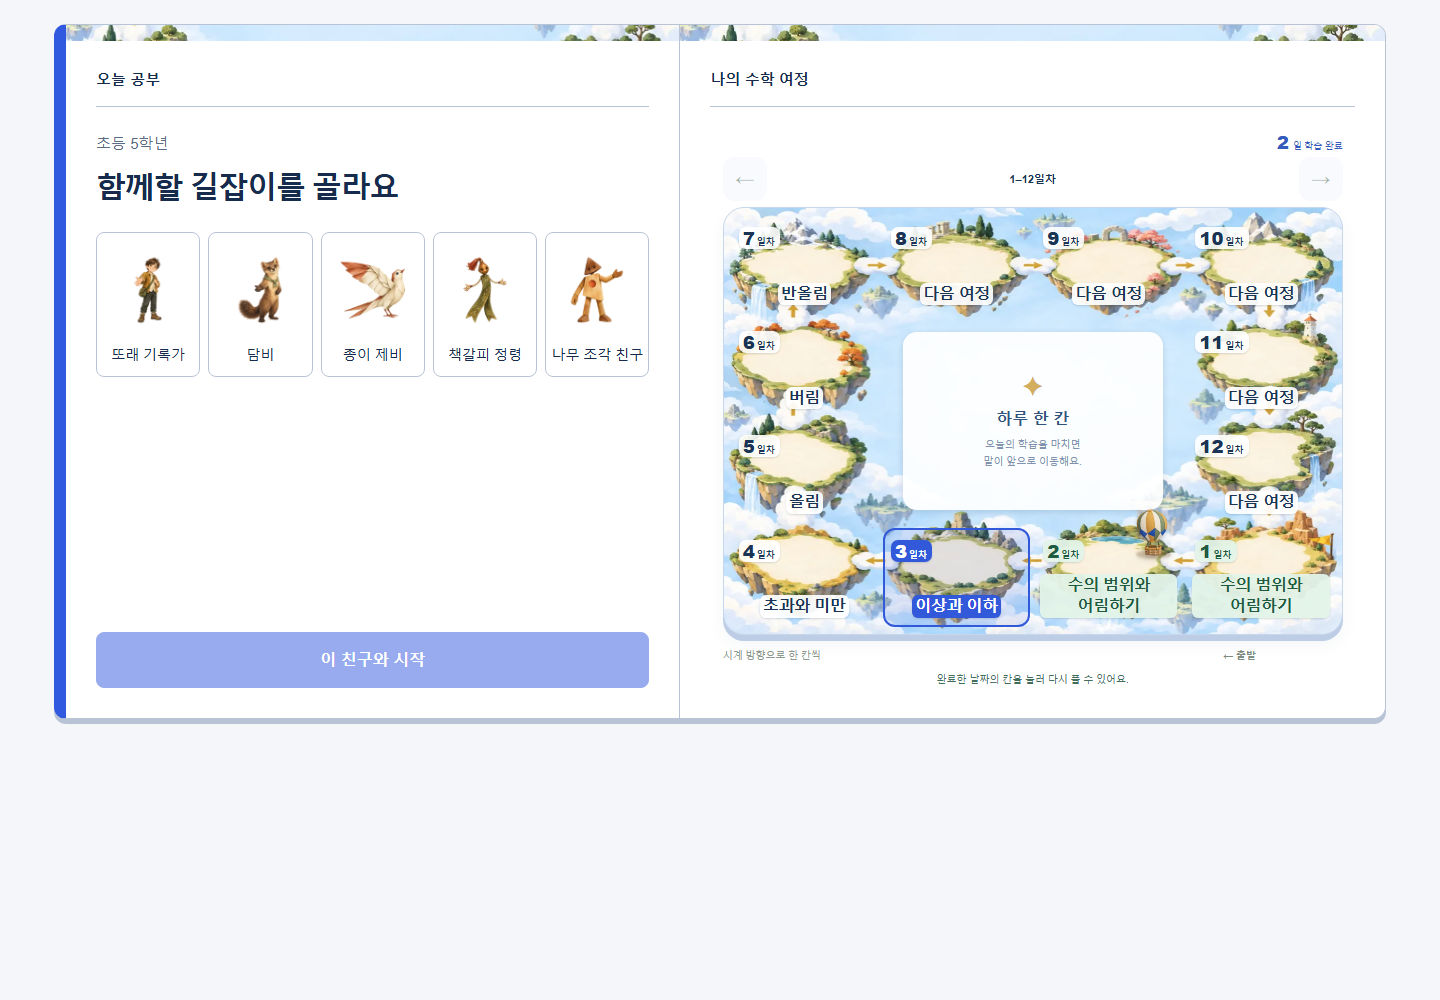 오늘 공부
초등 5학년
함께할 길잡이를 골라요
또래 기록가
담비
종이 제비
책갈피 정령
나무 조각 친구
이 친구와 시작
나의 수학 여정
2 일 학습 완료
←
1–12일차
→
7 일차
반올림
8 일차
다음 여정
9 일차
다음 여정
10 일차
다음 여정
6 일차
버림
11 일차
다음 여정
하루 한 칸
오늘의 학습을 마치면
말이 앞으로 이동해요.
5 일차
올림
12 일차
다음 여정
4 일차
초과와 미만
3 일차
이상과 이하
2 일차
수의 범위와
어림하기
1 일차
수의 범위와
어림하기
시계 방향으로 한 칸씩
← 출발
완료한 날짜의 칸을 눌러 다시 풀 수 있어요.